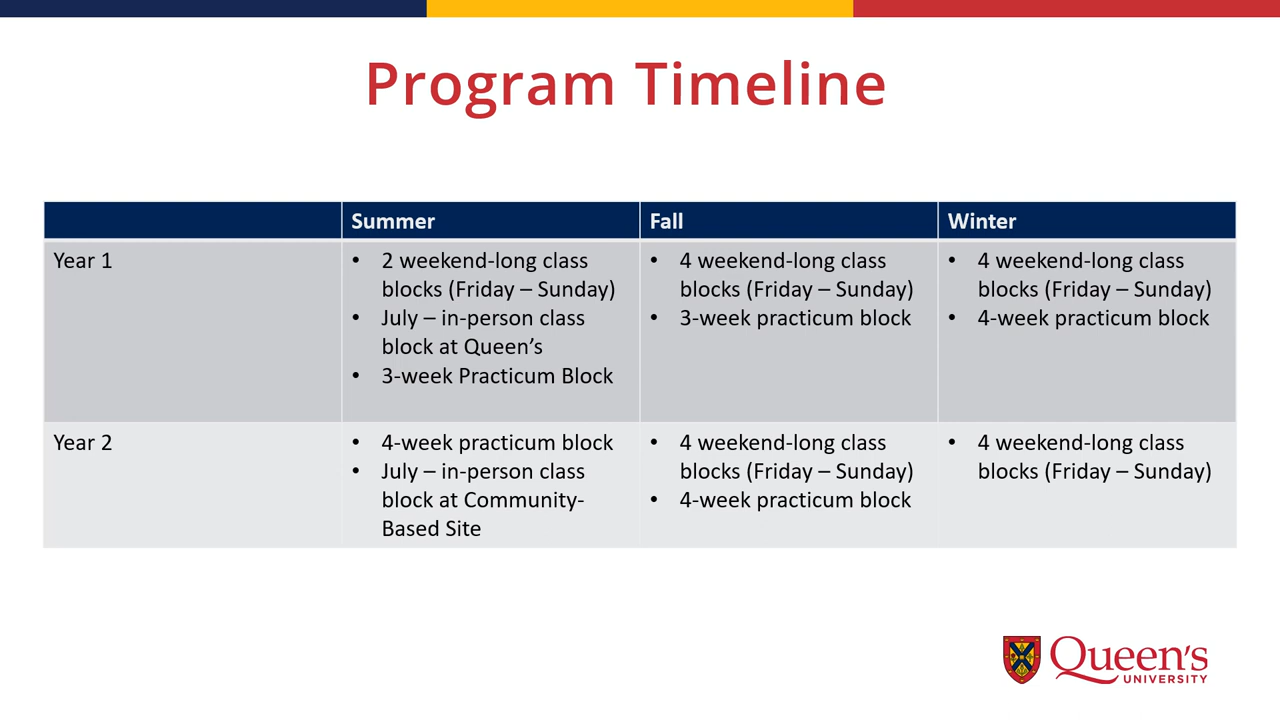 Program Timeline
Summer
Fall
Winter
Year 1
• 2 weekend-long class
blocks (Friday – Sunday)
• July – in-person class
block at Queen’s
• 3-week Practicum Block
• 4 weekend-long class
blocks (Friday – Sunday)
• 3-week practicum block
• 4 weekend-long class
blocks (Friday – Sunday)
• 4-week practicum block
Year 2
• 4-week practicum block
• July – in-person class
block at Community-
Based Site
• 4 weekend-long class
blocks (Friday – Sunday)
• 4-week practicum block
• 4 weekend-long class
blocks (Friday – Sunday)
Queen's
UNIVERSITY